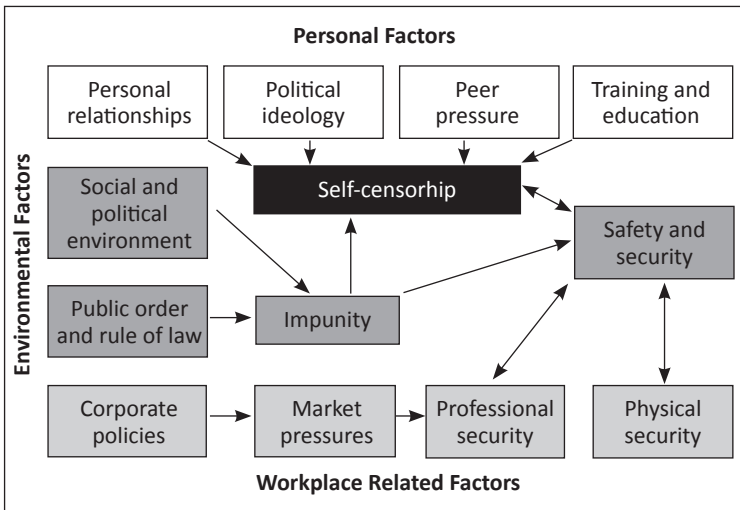 Personal Factors
Personal
relationships
Political
ideology
Peer
pressure
Training and
education
Environmental Factors
Self-censorhip
Social and
political
environment
Safety and
security
Public order
and rule of law
Impunity
Corporate
policies
Market
pressures
Professional
security
Physical
security
Workplace Related Factors